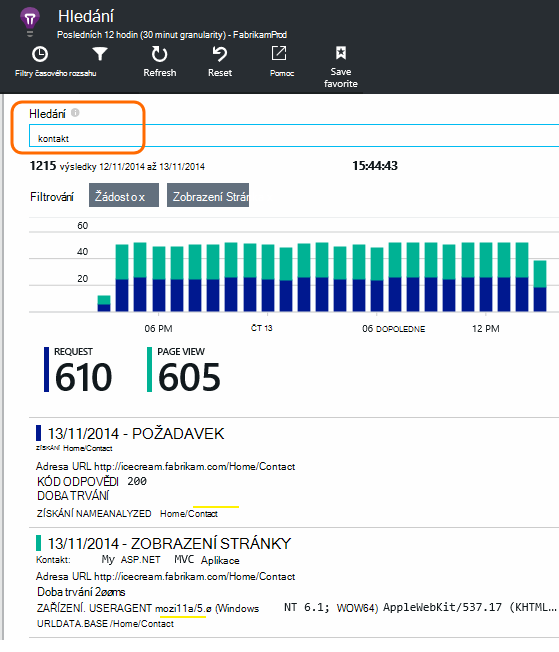 Hledání
Posledních 12 hodin (30 minut granularity) - FabrikamProd
Filtry časového rozsahu Refresh Reset Pomoc Save favorite
Hledání
kontakt
1215 výsledky 12/11/2014 až 13/11/2014 15:44:43
Filtrování Žádost o x Zobrazení Strán
60
40
20
06 PM ČT 13 06 DOPOLEDNE 12 PM
REQUEST PAGE VIEW
610 605
13/11/2014 - POŽADAVEK
ZÍSKÁNÍ Home/Contact
Adresa URL http://icecream.fabrikam.com/Home/Contact
KÓD ODPOVĚDI 200
DOBA TRVÁNÍ
ZÍSKÁNÍ NAMEANALYZED Home/Contact
13/11/2014 - ZOBRAZENÍ STRÁNKY
Kontakt: My ASP.NET MVC Aplikace
Adresa URL http://icecream.fabrikam.com/Home/Contact
Doba trvání 2øøms
ZAŘÍZENÍ. USERAGENT mozi11a/5.ø (Windows NT 6.1; WOW64) AppleWebKit/537.17 (KHTML...
URLDATA.BASE /Home/Contact